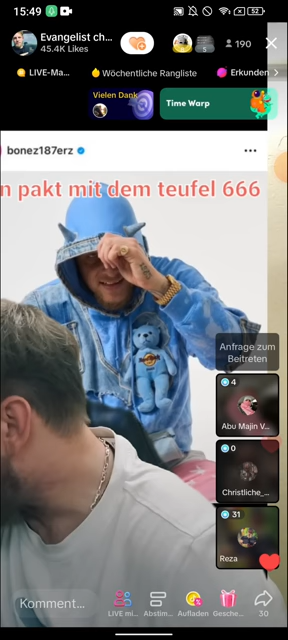 15:49
52
Evangelist ch...
45.4K Likes
5
190
LIVE-Ma...
Wöchentliche Rangliste
Erkunden
Vielen Dank
Time Warp
bonez187erz
n pakt mit dem teufel 666
Anfrage zum
Beitreten
4
Abu Majin V...
0
Christliche_...
31
Reza
Komment...
LIVE mi...
Abstim...
Aufladen
Gesche...
30